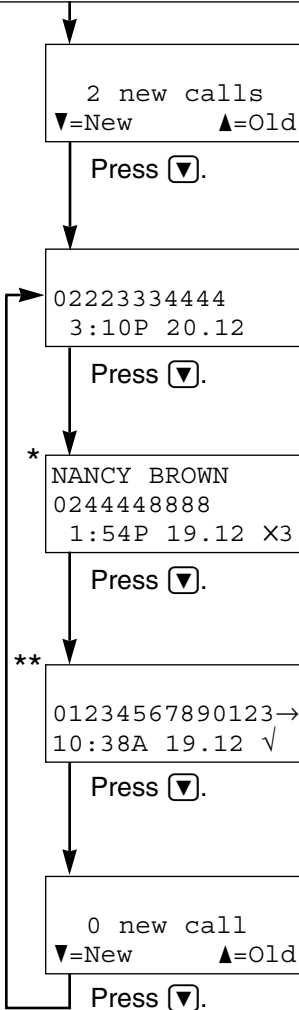 2 new calls
▼=New ▲=Old
Press ▼.
02223334444
3:10P 20.12
Press ▼.
*
NANCY BROWN
0244448888
1:54P 19.12 ×3
Press ▼.
**
01234567890123→
10:38A 19.12 √
Press ▼.
0 new call
▼=New ▲=Old
Press ▼.